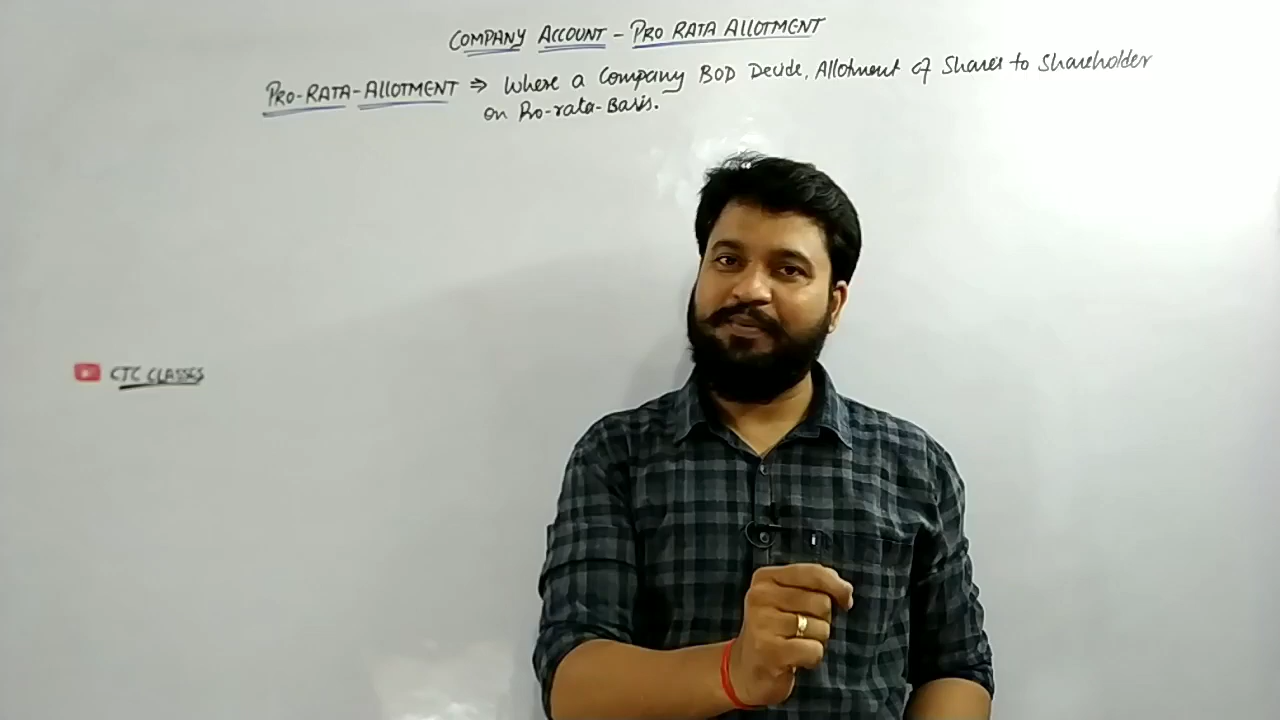 COMPANY ACCOUNT - PRO RATA ALLOTMENT
PRO-RATA-ALLOTMENT ⇒ Where a Company BOD Decide, Allotment of Shares to Shareholder
on Pro-rata-Basis.
CTC CLASSES